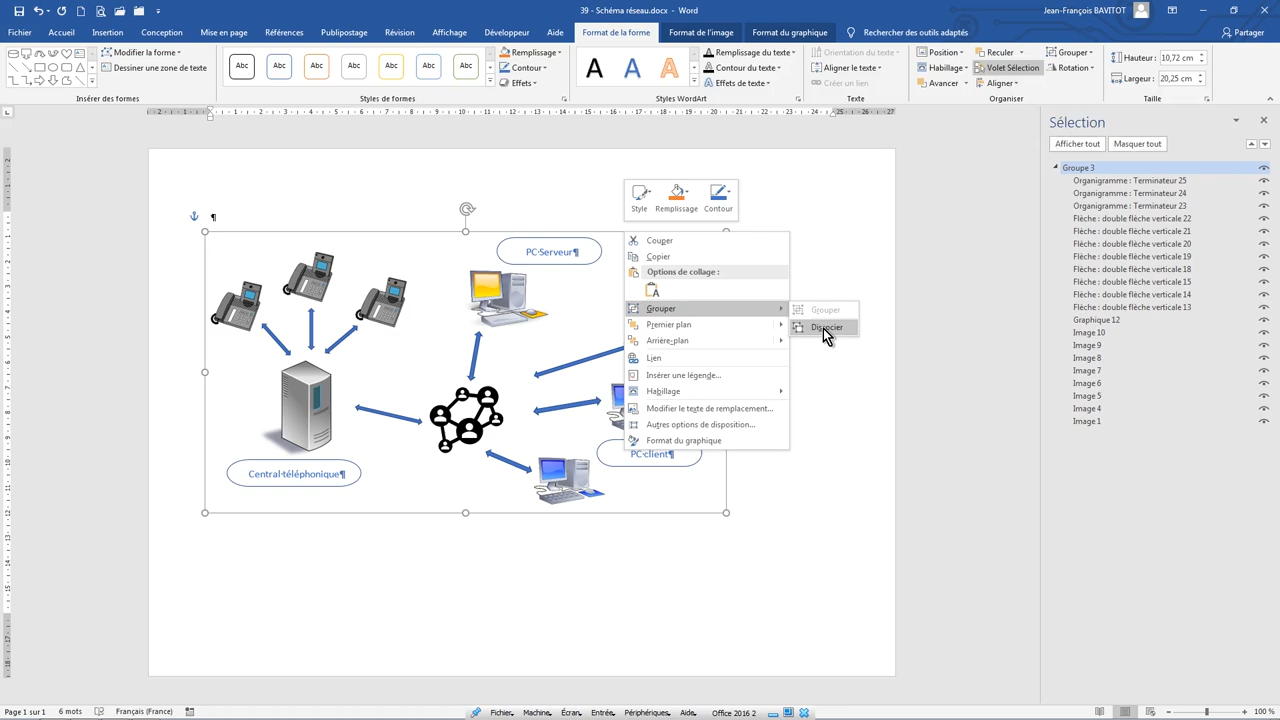 39 - Schéma réseau.docx - Word
Jean-François BAVITOT
Fichier Accueil Insertion Conception Mise en page Références Publipostage Révision Affichage Développeur Aide Format de la forme Format de l'image Format du graphique Rechercher des outils adaptés Partager
Modifier la forme
Dessiner une zone de texte
Insérer des formes
Abc Abc Abc Abc Abc Abc Abc
Remplissage
Contour
Effets
Styles de formes
A A A
Remplissage du texte
Contour du texte
Effets de texte
Styles WordArt
Orientation du texte
Aligner le texte
Créer un lien
Texte
Position
Habillage
Avancer
Reculer
Volet Sélection
Aligner
Grouper
Rotation
Organiser
Hauteur : 10,72 cm
Largeur : 20,25 cm
Taille
Sélection
Afficher tout Masquer tout
Groupe 3
Organigramme : Terminateur 25
Organigramme : Terminateur 24
Organigramme : Terminateur 23
Flèche : double flèche verticale 22
Flèche : double flèche verticale 21
Flèche : double flèche verticale 20
Flèche : double flèche verticale 19
Flèche : double flèche verticale 18
Flèche : double flèche verticale 15
Flèche : double flèche verticale 14
Flèche : double flèche verticale 13
Graphique 12
Image 10
Image 9
Image 8
Image 7
Image 6
Image 5
Image 4
Image 1
¶
PC·Serveur¶
Central·téléphonique¶
PC·client¶
Style Remplissage Contour
Couper
Copier
Options de collage :
Grouper
Premier plan
Arrière-plan
Lien
Insérer une légende...
Habillage
Modifier le texte de remplacement...
Autres options de disposition...
Format du graphique
Grouper
Dissocier
Page 1 sur 1 6 mots Français (France)
Fichier Machine Écran Entrée Périphériques Aide Office 2016 2
100 %